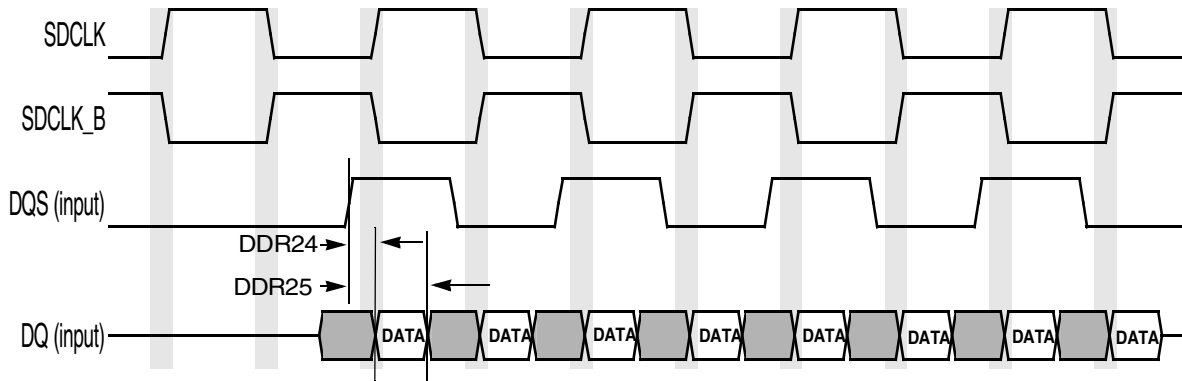 SDCLK
SDCLK_B
DQS (input)
DDR24
DDR25
DQ (input) DATA DATA DATA DATA DATA DATA DATA DATA